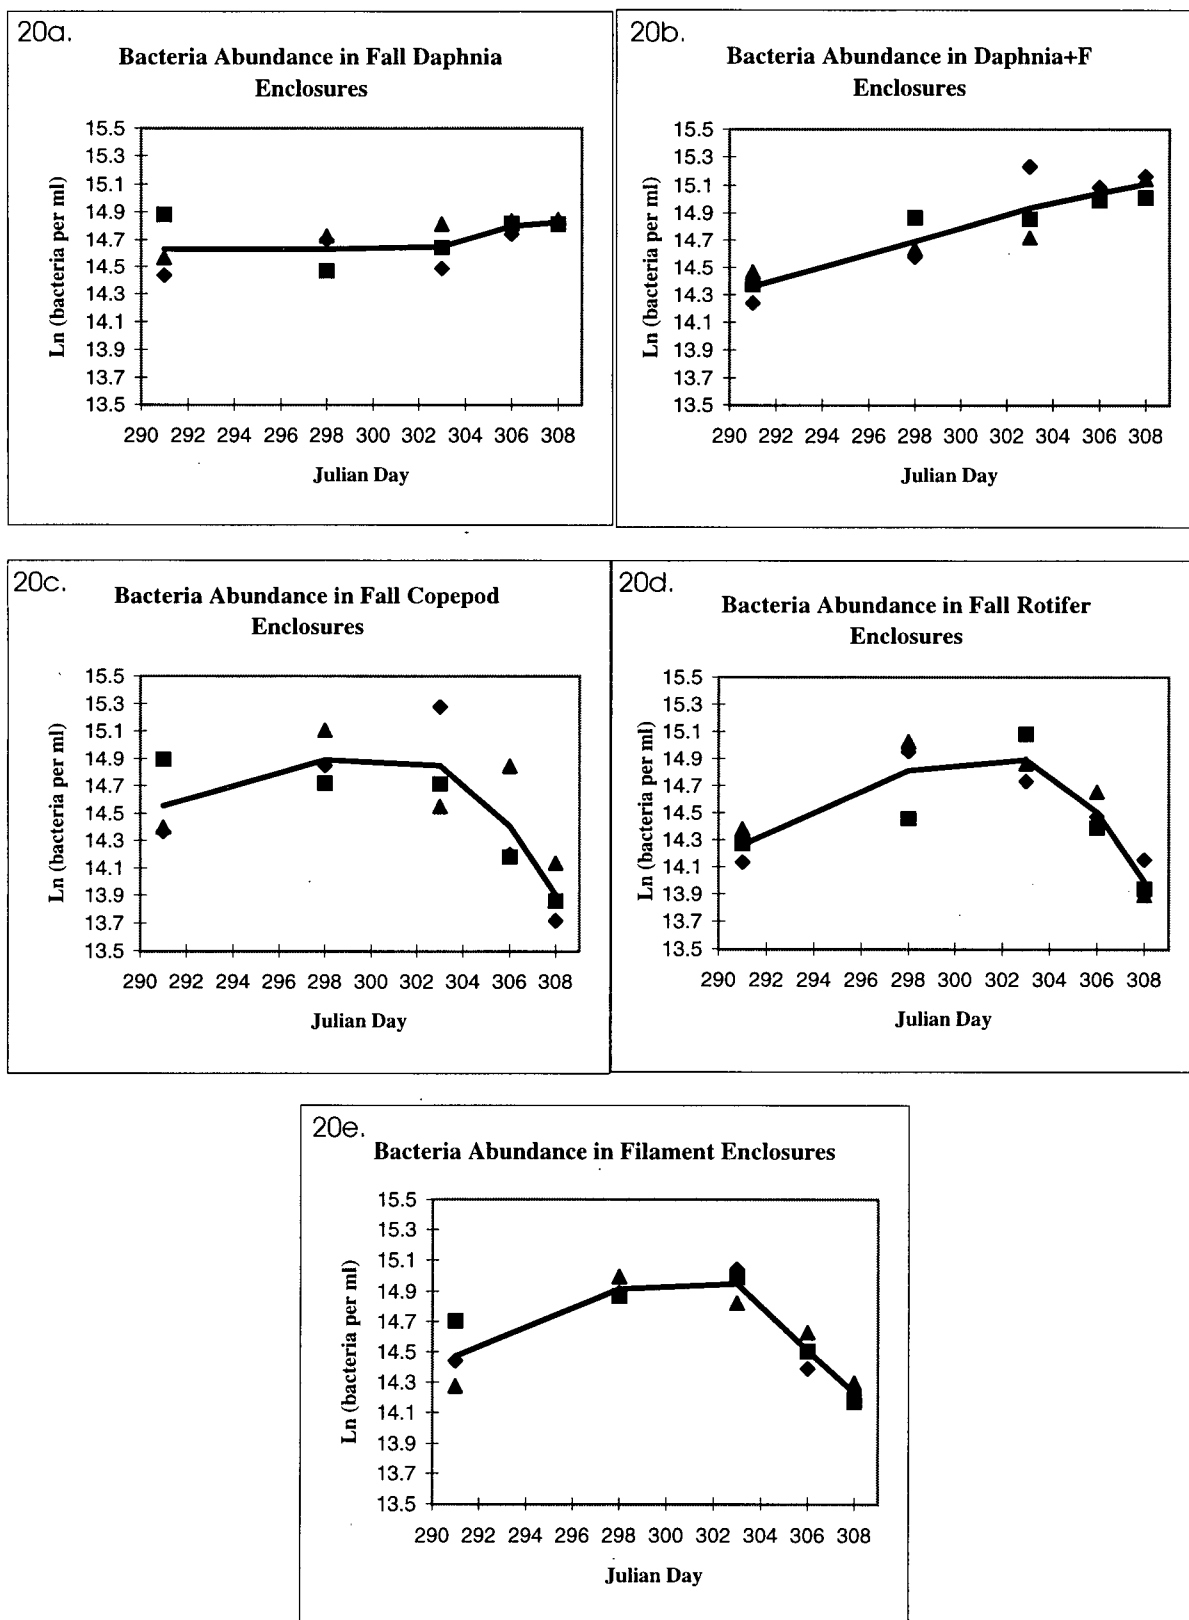 20a.
Bacteria Abundance in Fall Daphnia
Enclosures
Ln (bacteria per ml)
15.5
15.3
15.1
14.9
14.7
14.5
14.3
14.1
13.9
13.7
13.5
290 292 294 296 298 300 302 304 306 308
Julian Day
20b.
Bacteria Abundance in Daphnia+F
Enclosures
Ln (bacteria per ml)
15.5
15.3
15.1
14.9
14.7
14.5
14.3
14.1
13.9
13.7
13.5
290 292 294 296 298 300 302 304 306 308
Julian Day
20c.
Bacteria Abundance in Fall Copepod
Enclosures
Ln (bacteria per ml)
15.5
15.3
15.1
14.9
14.7
14.5
14.3
14.1
13.9
13.7
13.5
290 292 294 296 298 300 302 304 306 308
Julian Day
20d.
Bacteria Abundance in Fall Rotifer
Enclosures
Ln (bacteria per ml)
15.5
15.3
15.1
14.9
14.7
14.5
14.3
14.1
13.9
13.7
13.5
290 292 294 296 298 300 302 304 306 308
Julian Day
20e.
Bacteria Abundance in Filament Enclosures
Ln (bacteria per ml)
15.5
15.3
15.1
14.9
14.7
14.5
14.3
14.1
13.9
13.7
13.5
290 292 294 296 298 300 302 304 306 308
Julian Day